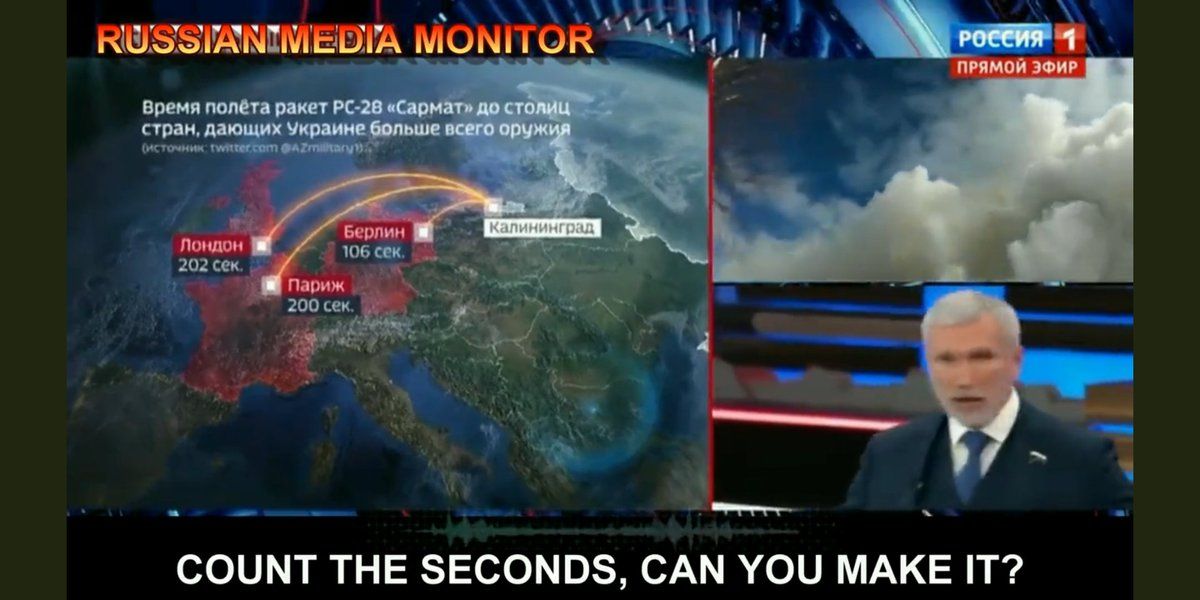 RUSSIAN MEDIA MONITOR
РОССИЯ 1
ПРЯМОЙ ЭФИР
Время полёта ракет РС-28 «Сармат» до столиц
стран, дающих Украине больше всего оружия
(источник: twitter.com @AZmilitary1)
Калининград
Берлин
106 сек.
Лондон
202 сек.
Париж
200 сек.
COUNT THE SECONDS, CAN YOU MAKE IT?